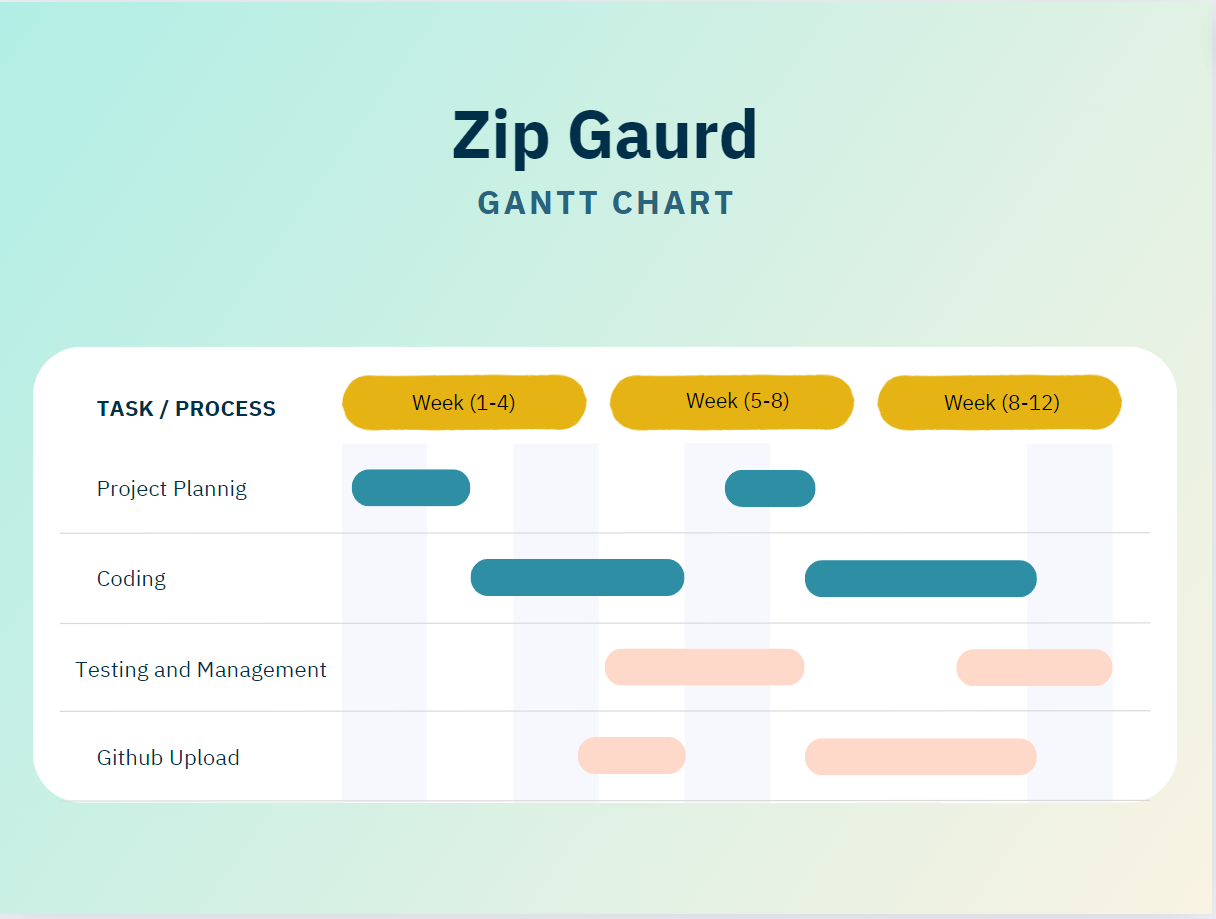 Zip Gaurd
GANTT CHART
TASK / PROCESS
Week (1-4)
Week (5-8)
Week (8-12)
Project Plannig
Coding
Testing and Management
Github Upload